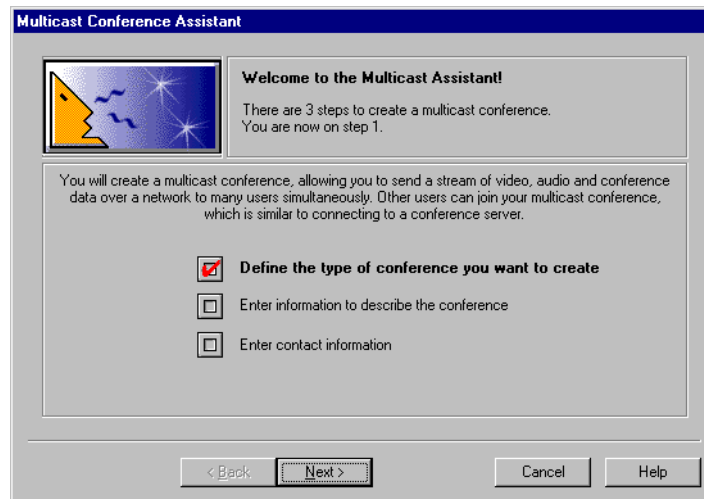 Multicast Conference Assistant
Welcome to the Multicast Assistant!
There are 3 steps to create a multicast conference.
You are now on step 1.
You will create a multicast conference, allowing you to send a stream of video, audio and conference
data over a network to many users simultaneously. Other users can join your multicast conference,
which is similar to connecting to a conference server.
Define the type of conference you want to create
Enter information to describe the conference
Enter contact information
< Back
Next >
Cancel
Help